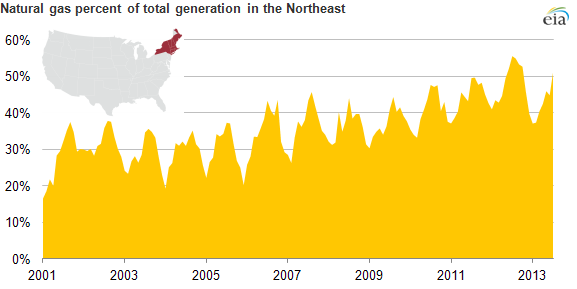 Natural gas percent of total generation in the Northeast
eia
60%
50%
40%
30%
20%
10%
0%
2001 2003 2005 2007 2009 2011 2013